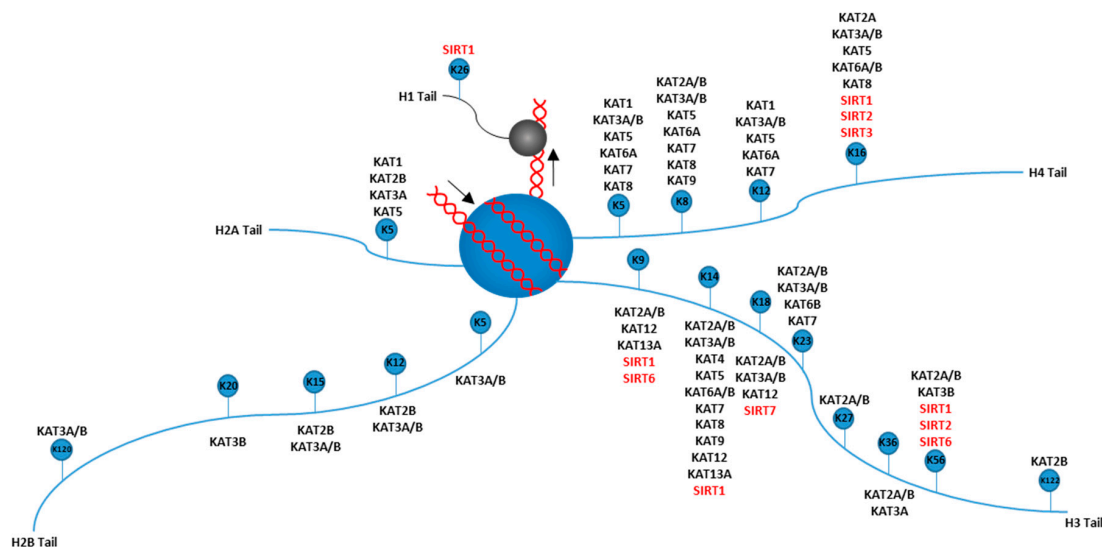 SIRT1
K26
H1 Tail
KAT1
KAT2B
KAT3A
KAT5
K5
H2A Tail
KAT1
KAT3A/B
KAT5
KAT6A
KAT7
KAT8
K5
KAT2A/B
KAT3A/B
KAT5
KAT6A
KAT7
KAT8
KAT9
K8
KAT1
KAT3A/B
KAT5
KAT6A
KAT7
K12
KAT2A
KAT3A/B
KAT5
KAT6A/B
KAT8
SIRT1
SIRT2
SIRT3
K16
H4 Tail
K9
KAT2A/B
KAT12
KAT13A
SIRT1
SIRT6
K14
KAT2A/B
KAT3A/B
KAT4
KAT5
KAT6A/B
KAT7
KAT8
KAT9
KAT12
KAT13A
SIRT1
K18
KAT2A/B
KAT3A/B
KAT12
SIRT7
KAT2A/B
KAT3A/B
KAT6B
KAT7
K23
KAT2A/B
K27
K36
KAT2A/B
KAT3A
KAT2A/B
KAT3B
SIRT1
SIRT2
SIRT6
K56
KAT2B
K122
H3 Tail
K5
KAT3A/B
K12
KAT2B
KAT3A/B
K15
KAT2B
KAT3A/B
K20
KAT3B
KAT3A/B
K120
H2B Tail